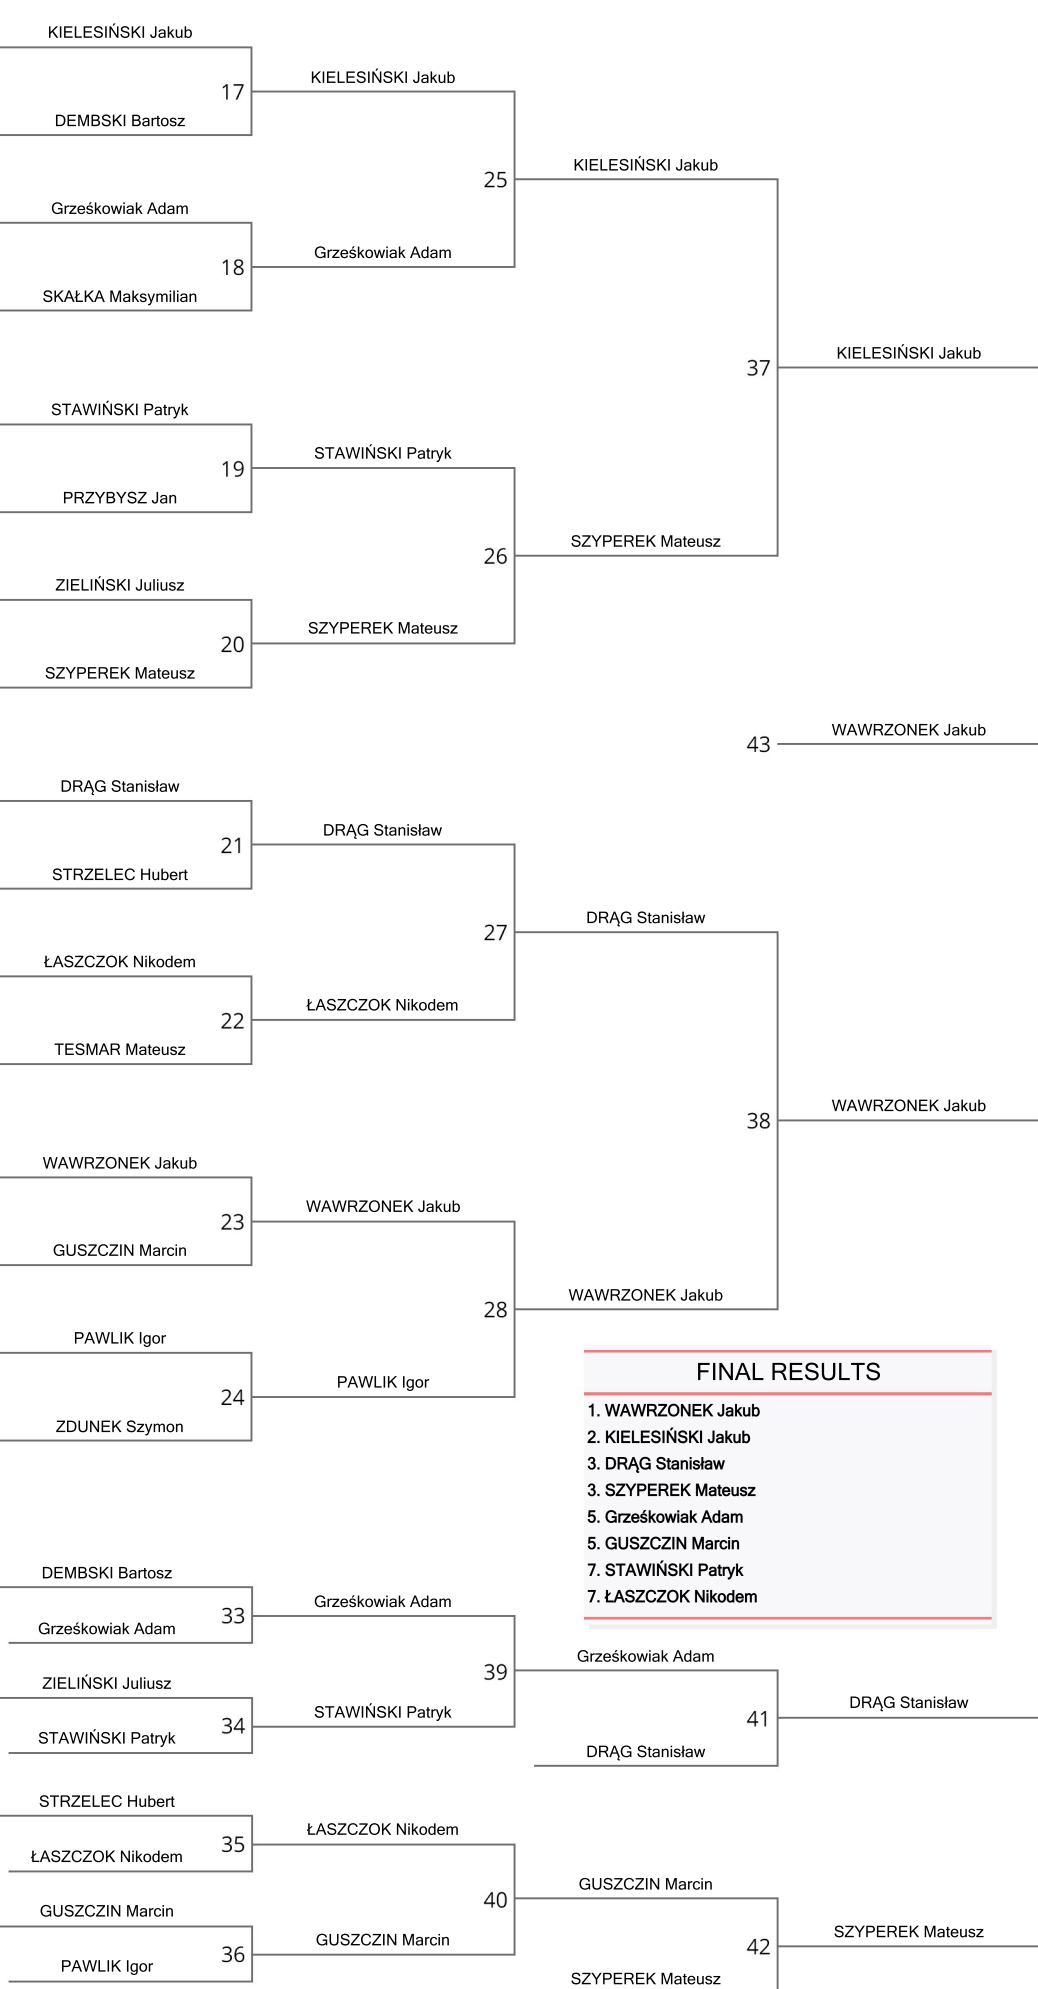 KIELESIŃSKI Jakub
17
KIELESIŃSKI Jakub
DEMBSKI Bartosz
25
KIELESIŃSKI Jakub
Grześkowiak Adam
18
Grześkowiak Adam
SKAŁKA Maksymilian
37
KIELESIŃSKI Jakub
STAWIŃSKI Patryk
19
STAWIŃSKI Patryk
PRZYBYSZ Jan
26
SZYPEREK Mateusz
ZIELIŃSKI Juliusz
20
SZYPEREK Mateusz
SZYPEREK Mateusz
43
WAWRZONEK Jakub
DRĄG Stanisław
21
DRĄG Stanisław
STRZELEC Hubert
27
DRĄG Stanisław
ŁASZCZOK Nikodem
22
ŁASZCZOK Nikodem
TESMAR Mateusz
38
WAWRZONEK Jakub
WAWRZONEK Jakub
23
WAWRZONEK Jakub
GUSZCZIN Marcin
28
WAWRZONEK Jakub
PAWLIK Igor
24
PAWLIK Igor
ZDUNEK Szymon
FINAL RESULTS
1. WAWRZONEK Jakub
2. KIELESIŃSKI Jakub
3. DRĄG Stanisław
3. SZYPEREK Mateusz
5. Grześkowiak Adam
5. GUSZCZIN Marcin
7. STAWIŃSKI Patryk
7. ŁASZCZOK Nikodem
DEMBSKI Bartosz
33
Grześkowiak Adam
Grześkowiak Adam
39
Grześkowiak Adam
ZIELIŃSKI Juliusz
34
STAWIŃSKI Patryk
STAWIŃSKI Patryk
41
DRĄG Stanisław
DRĄG Stanisław
STRZELEC Hubert
35
ŁASZCZOK Nikodem
ŁASZCZOK Nikodem
40
GUSZCZIN Marcin
GUSZCZIN Marcin
36
GUSZCZIN Marcin
PAWLIK Igor
42
SZYPEREK Mateusz
SZYPEREK Mateusz